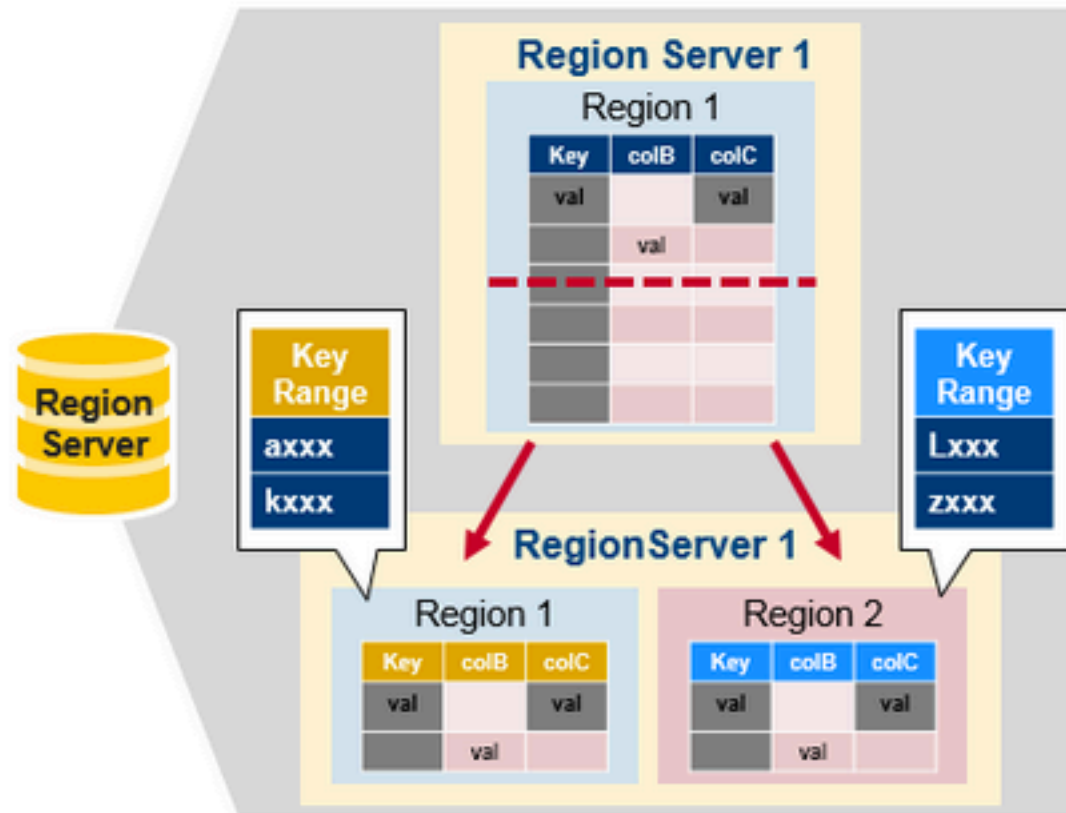 Region Server 1
Region 1
Key colB colC
val val
val
Region
Server
Key
Range
axxx
kxxx
Key
Range
Lxxx
zxxx
RegionServer 1
Region 1
Key colB colC
val val
val
Region 2
Key colB colC
val val
val